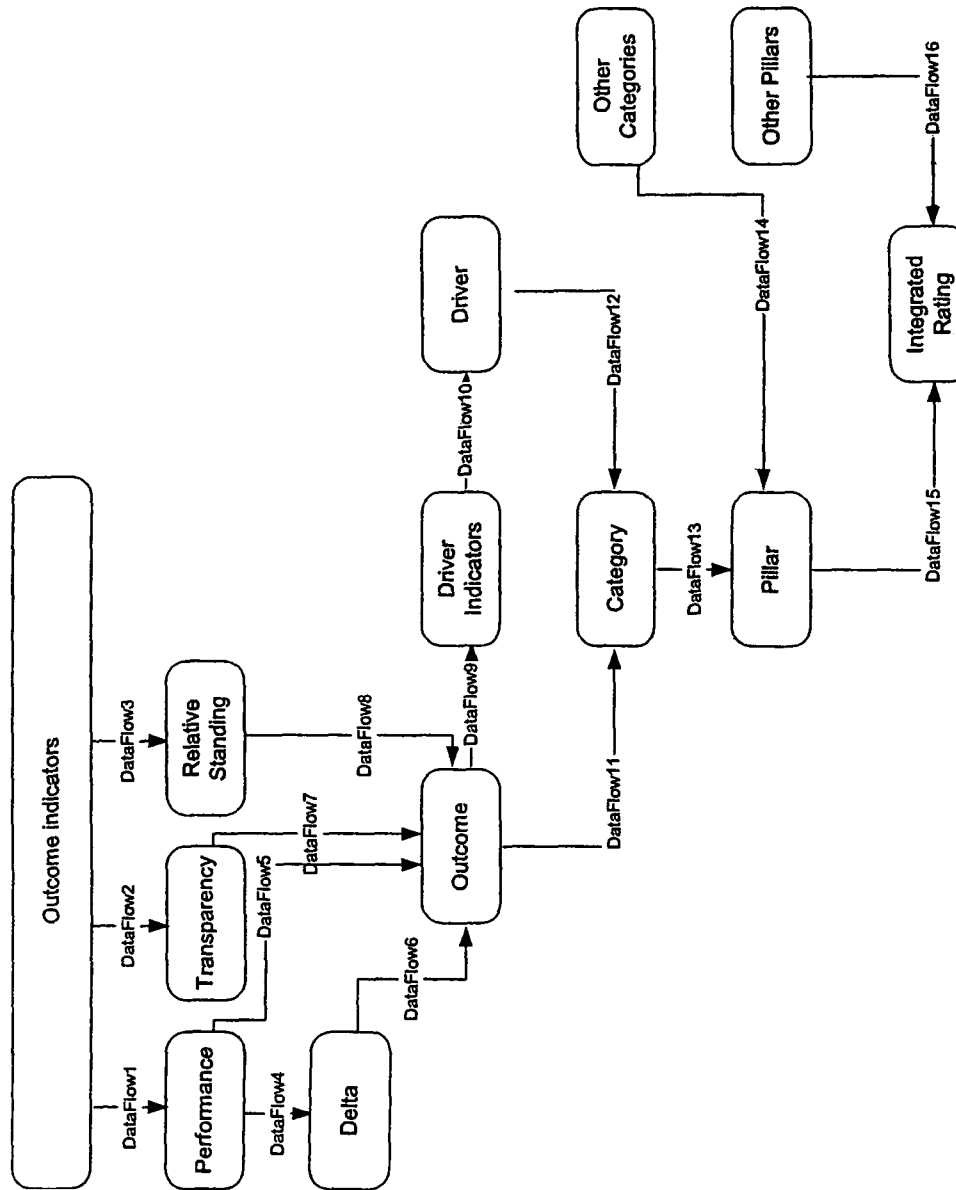 Outcome indicators
DataFlow1
DataFlow2
DataFlow3
Performance
Transparency
Relative
Standing
DataFlow4
DataFlow5
DataFlow7
DataFlow8
Delta
DataFlow6
Outcome
DataFlow9
Driver
Indicators
DataFlow10
Driver
DataFlow11
DataFlow12
Category
Other
Categories
DataFlow13
DataFlow14
Pillar
Other Pillars
DataFlow15
DataFlow16
Integrated
Rating